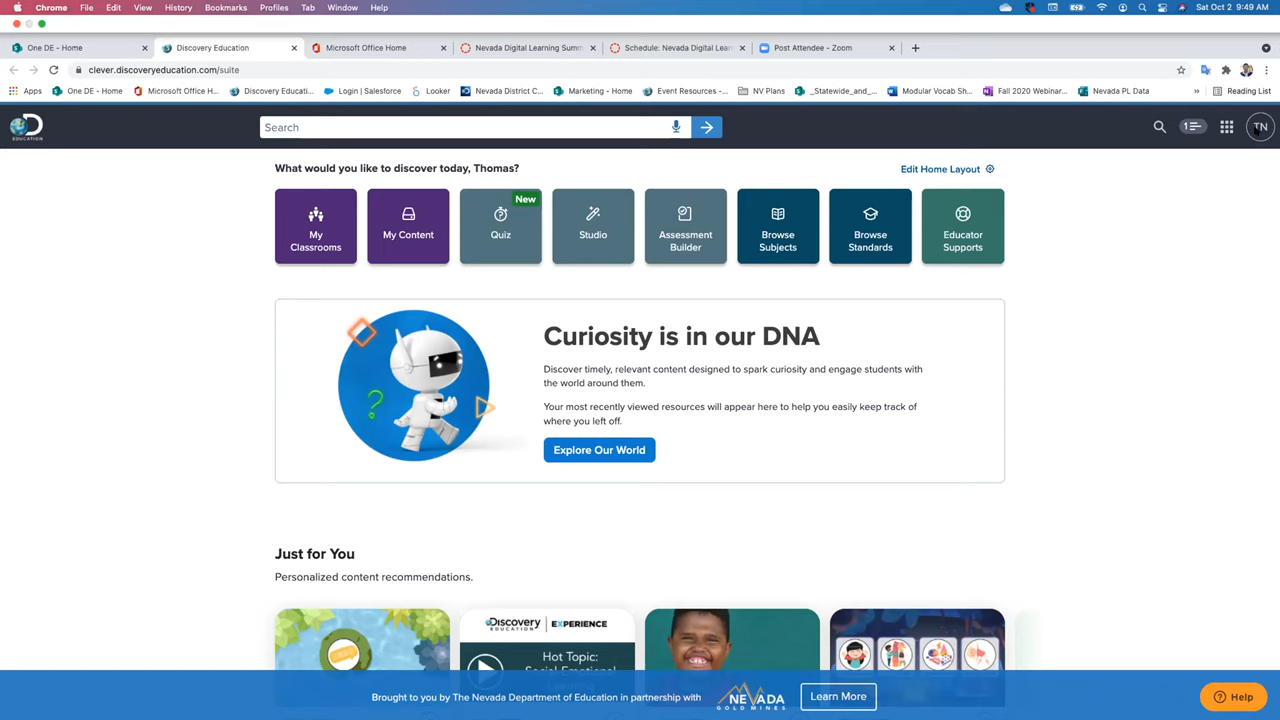 Chrome File Edit View History Bookmarks Profiles Tab Window Help Sat Oct 2 9:49 AM
One DE - Home Discovery Education Microsoft Office Home Nevada Digital Learning Summ Schedule: Nevada Digital Lear Post Attendee - Zoom
clever.discoveryeducation.com/suite
Apps One DE - Home Microsoft Office H... Discovery Educati... Login | Salesforce Looker Nevada District C... Marketing - Home Event Resources -... NV Plans _Statewide_and_... Modular Vocab Sh... Fall 2020 Webinar... Nevada PL Data » Reading List
EDUCATION Search 1 TN
What would you like to discover today, Thomas? Edit Home Layout
New
My Classrooms
My Content
Quiz
Studio
Assessment Builder
Browse Subjects
Browse Standards
Educator Supports
Curiosity is in our DNA
Discover timely, relevant content designed to spark curiosity and engage students with
the world around them.
Your most recently viewed resources will appear here to help you easily keep track of
where you left off.
Explore Our World
Just for You
Personalized content recommendations.
Discovery EDUCATION | EXPERIENCE
Hot Topic:
Social Emotional
Brought to you by The Nevada Department of Education in partnership with NEVADA GOLD MINES Learn More
Help